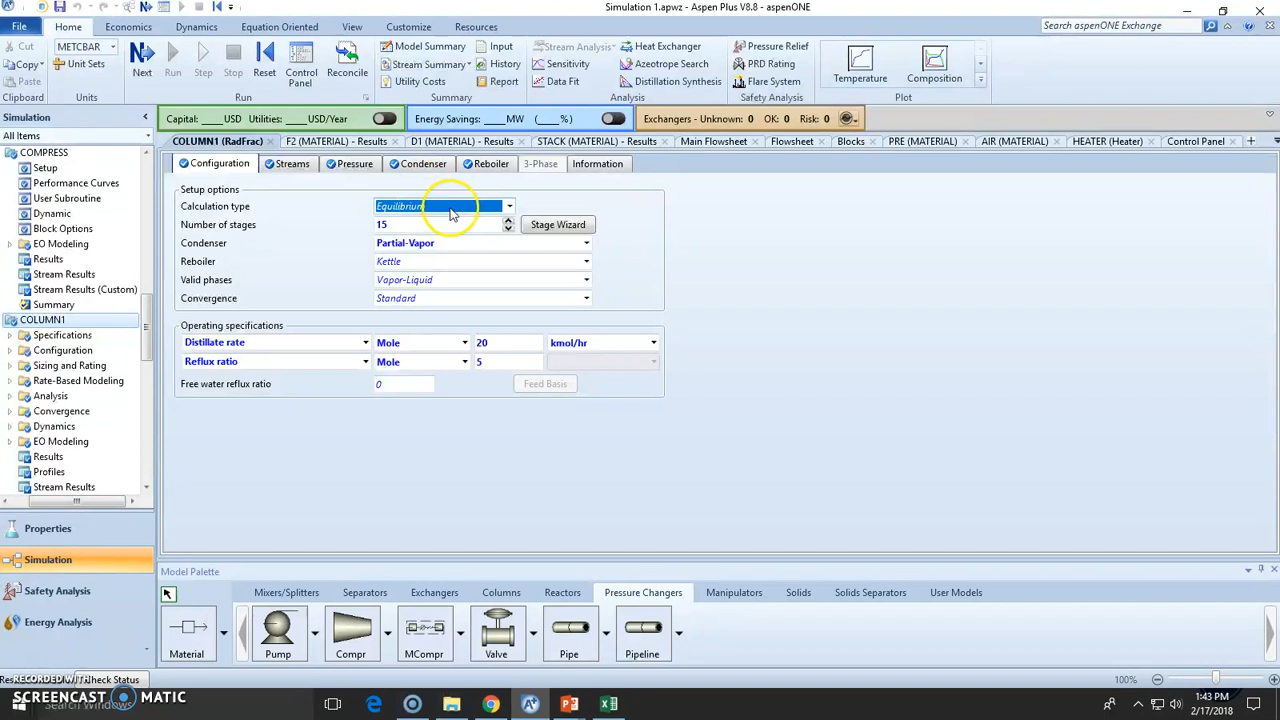 Simulation 1.apwz - Aspen Plus V8.8 - aspenONE
File Home Economics Dynamics Equation Oriented View Customize Resources Search aspenONE Exchange
Cut METCBAR Model Summary Input Stream Analysis Heat Exchanger Pressure Relief
Copy Unit Sets Next Run Step Stop Reset Control Panel Reconcile Stream Summary History Sensitivity Azeotrope Search PRD Rating Temperature Composition
Paste Utility Costs Report Data Fit Distillation Synthesis Flare System
Clipboard Units Run Summary Analysis Safety Analysis Plot
Simulation Capital: ____ USD Utilities: ____ USD/Year Energy Savings: ____ MW (____%) Exchangers - Unknown: 0 OK: 0 Risk: 0
All Items COLUMN1 (RadFrac) F2 (MATERIAL) - Results D1 (MATERIAL) - Results STACK (MATERIAL) - Results Main Flowsheet Flowsheet Blocks PRE (MATERIAL) AIR (MATERIAL) HEATER (Heater) Control Panel
COMPRESS
Setup
Performance Curves
User Subroutine
Dynamic
Block Options
EO Modeling
Results
Stream Results
Stream Results (Custom)
Summary
COLUMN1
Specifications
Configuration
Sizing and Rating
Rate-Based Modeling
Analysis
Convergence
Dynamics
EO Modeling
Results
Profiles
Stream Results
Properties
Simulation
Safety Analysis
Energy Analysis
Configuration Streams Pressure Condenser Reboiler 3-Phase Information
Setup options
Calculation type Equilibrium
Number of stages 15 Stage Wizard
Condenser Partial-Vapor
Reboiler Kettle
Valid phases Vapor-Liquid
Convergence Standard
Operating specifications
Distillate rate Mole 20 kmol/hr
Reflux ratio Mole 5
Free water reflux ratio 0 Feed Basis
Model Palette
Mixers/Splitters Separators Exchangers Columns Reactors Pressure Changers Manipulators Solids Solids Separators User Models
Material Pump Compr MCompr Valve Pipe Pipeline
RECORDED WITH Check Status 100%
SCREENCAST MATIC
Search Windows
1:43 PM
2/17/2018